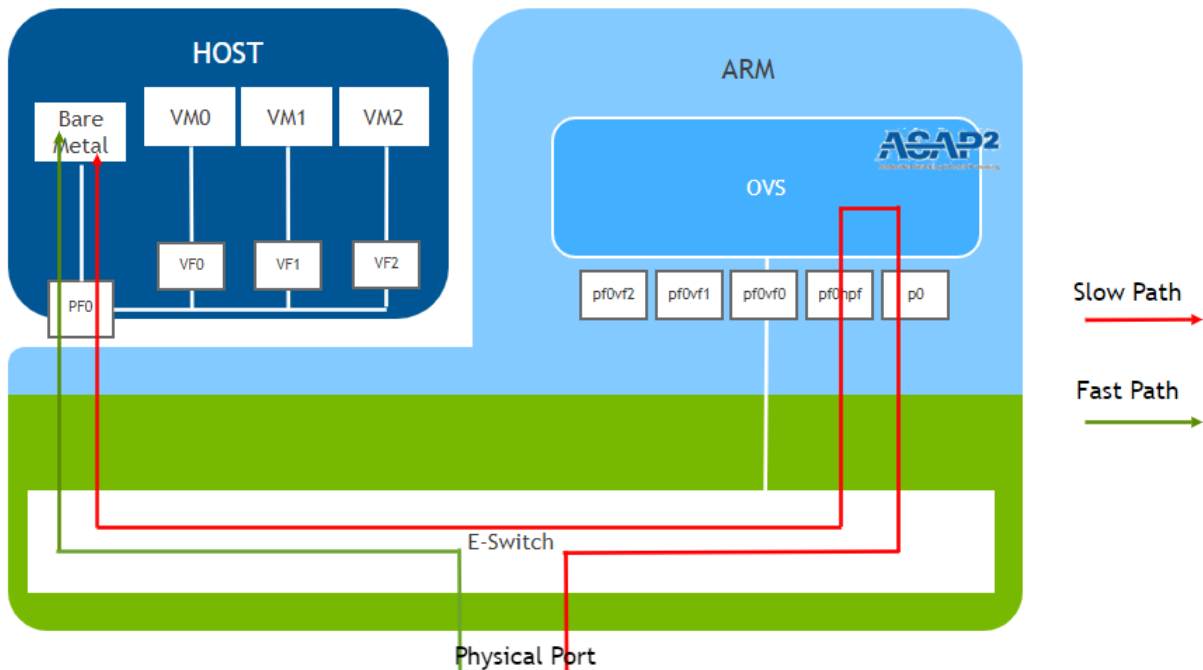 HOST
ARM
Bare
Metal
VM0
VM1
VM2
ASAP²
OVS
VF0
VF1
VF2
PF0
pf0vf2
pf0vf1
pf0vf0
pf0hpf
p0
Slow Path
Fast Path
E-Switch
Physical Port